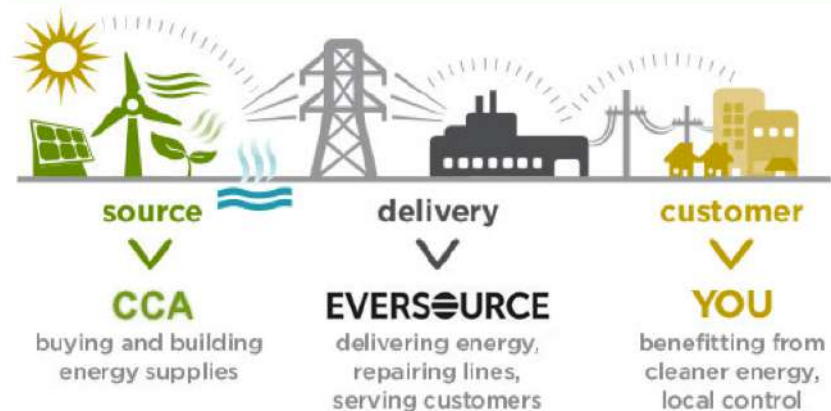 source
delivery
customer
CCA
EVERSOURCE
YOU
buying and building
energy supplies
delivering energy,
repairing lines,
serving customers
benefitting from
cleaner energy,
local control